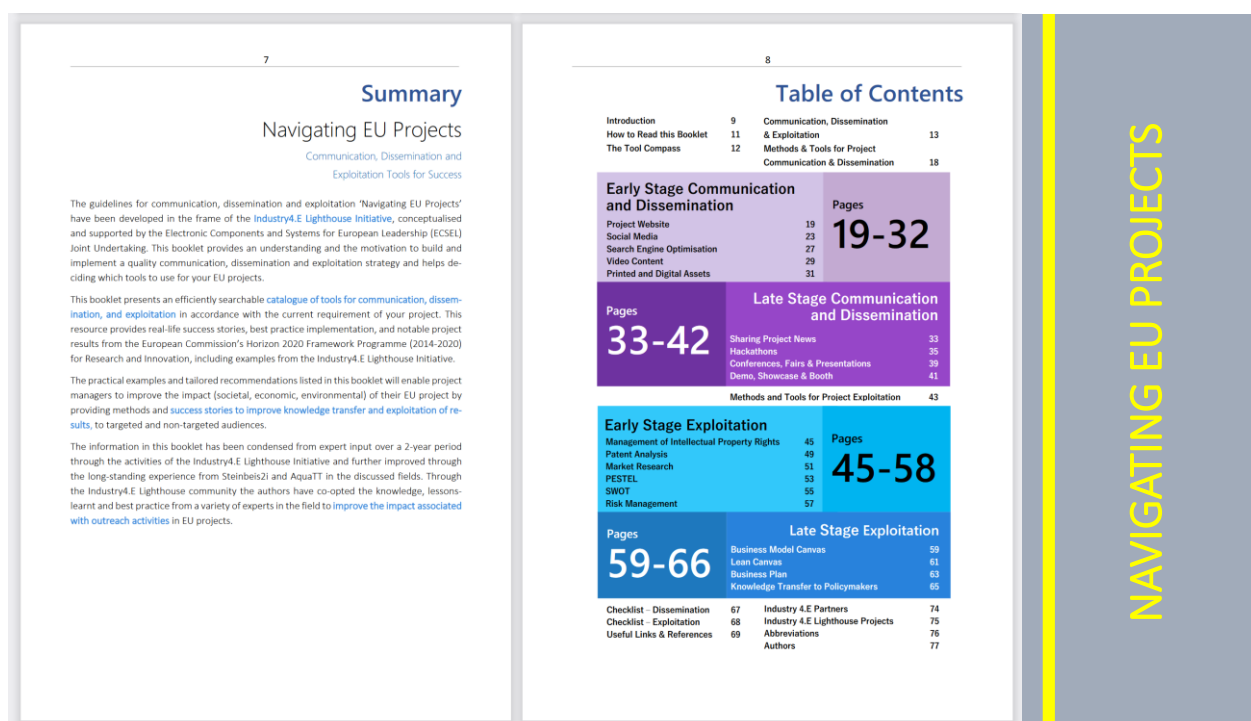 7
Summary
Navigating EU Projects
Communication, Dissemination and
Exploitation Tools for Success
The guidelines for communication, dissemination and exploitation ‘Navigating EU Projects’
have been developed in the frame of the Industry4.E Lighthouse Initiative, conceptualised
and supported by the Electronic Components and Systems for European Leadership (ECSEL)
Joint Undertaking. This booklet provides an understanding and the motivation to build and
implement a quality communication, dissemination and exploitation strategy and helps de-
ciding which tools to use for your EU projects.
This booklet presents an efficiently searchable catalogue of tools for communication, dissem-
ination, and exploitation in accordance with the current requirement of your project. This
resource provides real-life success stories, best practice implementation, and notable project
results from the European Commission’s Horizon 2020 Framework Programme (2014-2020)
for Research and Innovation, including examples from the Industry4.E Lighthouse Initiative.
The practical examples and tailored recommendations listed in this booklet will enable project
managers to improve the impact (societal, economic, environmental) of their EU project by
providing methods and success stories to improve knowledge transfer and exploitation of re-
sults, to targeted and non-targeted audiences.
The information in this booklet has been condensed from expert input over a 2-year period
through the activities of the Industry4.E Lighthouse Initiative and further improved through
the long-standing experience from Steinbeis2i and AquaTT in the discussed fields. Through
the Industry4.E Lighthouse community the authors have co-opted the knowledge, lessons-
learnt and best practice from a variety of experts in the field to improve the impact associated
with outreach activities in EU projects.
8
Table of Contents
Introduction 9
How to Read this Booklet 11
The Tool Compass 12
Communication, Dissemination
& Exploitation 13
Methods & Tools for Project
Communication & Dissemination 18
Early Stage Communication
and Dissemination
Project Website 19
Social Media 23
Search Engine Optimisation 27
Video Content 29
Printed and Digital Assets 31
Pages
19-32
Pages
33-42
Late Stage Communication
and Dissemination
Sharing Project News 33
Hackathons 35
Conferences, Fairs & Presentations 39
Demo, Showcase & Booth 41
Methods and Tools for Project Exploitation 43
Early Stage Exploitation
Management of Intellectual Property Rights 45
Patent Analysis 49
Market Research 51
PESTEL 53
SWOT 55
Risk Management 57
Pages
45-58
Pages
59-66
Late Stage Exploitation
Business Model Canvas 59
Lean Canvas 61
Business Plan 63
Knowledge Transfer to Policymakers 65
Checklist – Dissemination 67
Checklist – Exploitation 68
Useful Links & References 69
Industry 4.E Partners 74
Industry 4.E Lighthouse Projects 75
Abbreviations 76
Authors 77
NAVIGATING EU PROJECTS